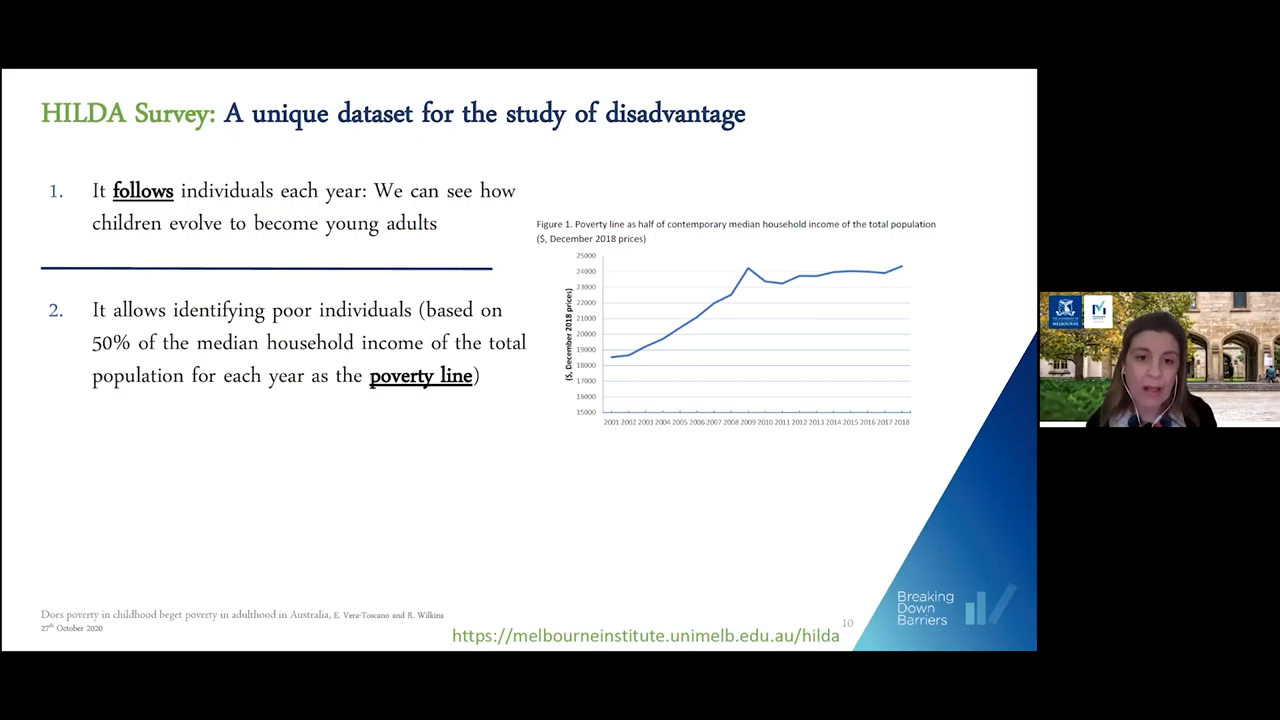 HILDA Survey: A unique dataset for the study of disadvantage
1. It follows individuals each year: We can see how
children evolve to become young adults
2. It allows identifying poor individuals (based on
50% of the median household income of the total
population for each year as the poverty line)
Figure 1. Poverty line as half of contemporary median household income of the total population
($, December 2018 prices)
($, December 2018 prices)
25000
24000
23000
22000
21000
20000
19000
18000
17000
16000
15000
2001 2002 2003 2004 2005 2006 2007 2008 2009 2010 2011 2012 2013 2014 2015 2016 2017 2018
Does poverty in childhood beget poverty in adulthood in Australia, E. Vera-Toscano and R. Wilkins
27th October 2020
https://melbourneinstitute.unimelb.edu.au/hilda
10
Breaking
Down
Barriers
MELBOURNE